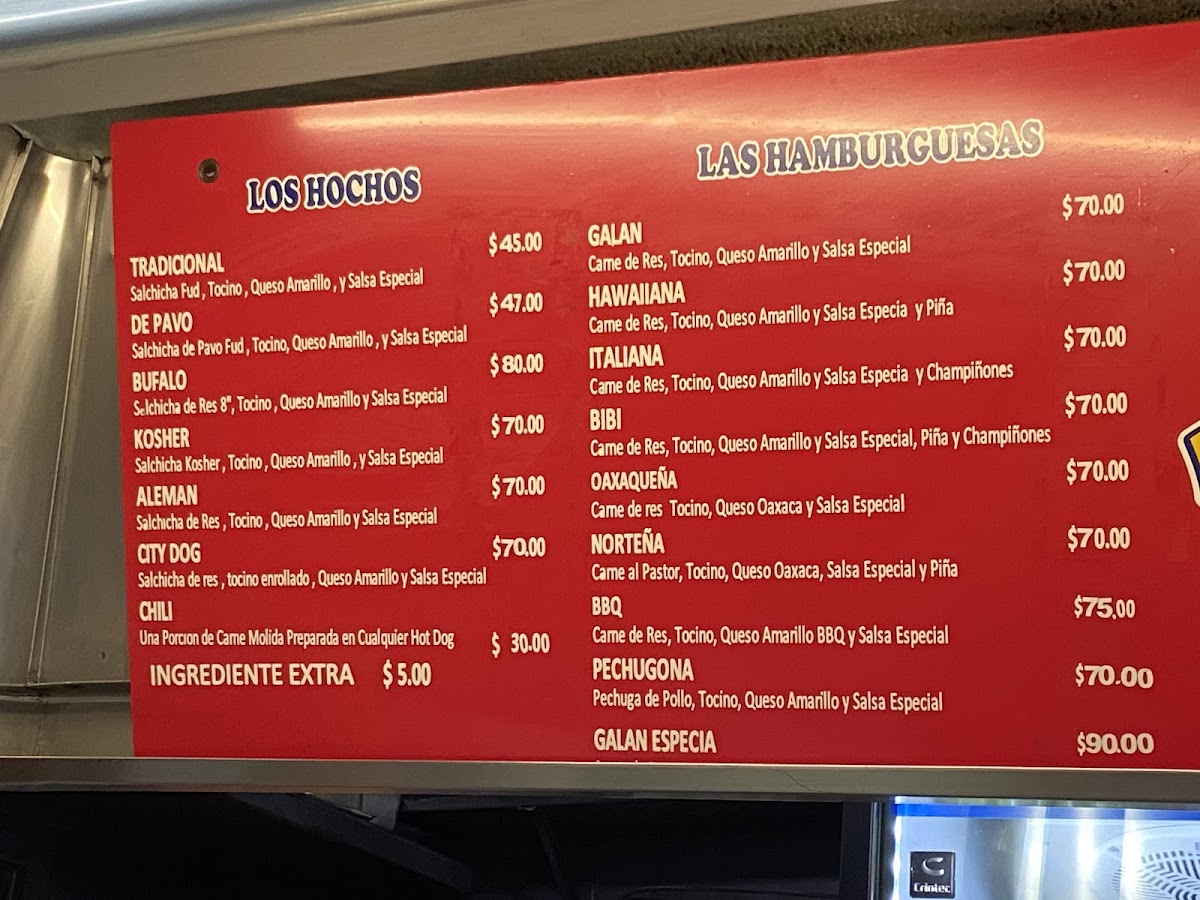 LOS HOCHOS
TRADICIONAL $45.00
Salchicha Fud , Tocino , Queso Amarillo , y Salsa Especial
DE PAVO $47.00
Salchicha de Pavo Fud , Tocino, Queso Amarillo , y Salsa Especial
BUFALO $80.00
Salchicha de Res 8", Tocino , Queso Amarillo y Salsa Especial
KOSHER $70.00
Salchicha Kosher , Tocino , Queso Amarillo , y Salsa Especial
ALEMAN $70.00
Salchicha de Res , Tocino , Queso Amarillo y Salsa Especial
CITY DOG $70.00
Salchicha de res , tocino enrollado , Queso Amarillo y Salsa Especial
CHILI
Una Porcion de Carne Molida Preparada en Cualquier Hot Dog $ 30.00
INGREDIENTE EXTRA $ 5.00
LAS HAMBURGUESAS
GALAN $70.00
Carne de Res, Tocino, Queso Amarillo y Salsa Especial
HAWAIIANA $70.00
Carne de Res, Tocino, Queso Amarillo y Salsa Especia y Piña
ITALIANA $70.00
Carne de Res, Tocino, Queso Amarillo y Salsa Especia y Champiñones
BIBI $70.00
Carne de Res, Tocino, Queso Amarillo y Salsa Especial, Piña y Champiñones
OAXAQUEÑA $70.00
Carne de res Tocino, Queso Oaxaca y Salsa Especial
NORTEÑA $70.00
Carne al Pastor, Tocino, Queso Oaxaca, Salsa Especial y Piña
BBQ $75.00
Carne de Res, Tocino, Queso Amarillo BBQ y Salsa Especial
PECHUGONA $70.00
Pechuga de Pollo, Tocino, Queso Amarillo y Salsa Especial
GALAN ESPECIA $90.00
Criotec